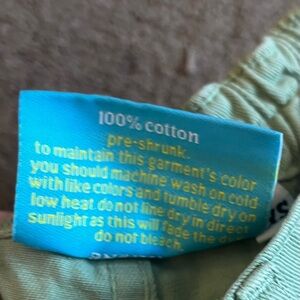 100% cotton
pre-shrunk.
to maintain this garment's color
you should machine wash on cold
with like colors and tumble dry on
low heat. do not line dry in direct
sunlight as this will fade the
do not bleach.